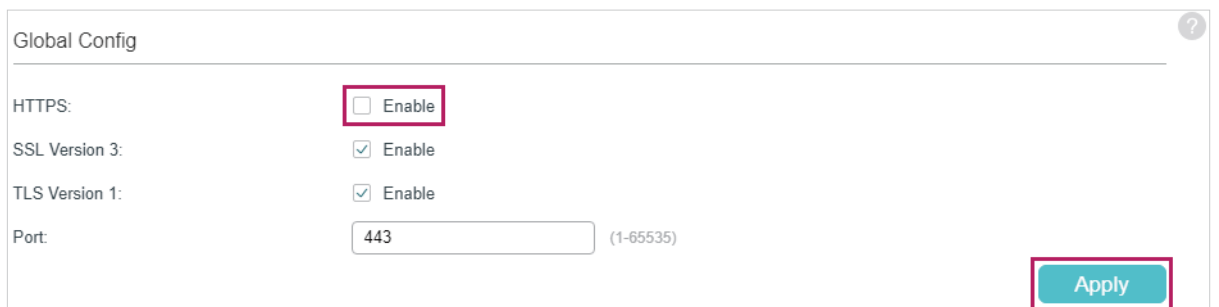 Global Config
?
HTTPS: Enable
SSL Version 3: Enable
TLS Version 1: Enable
Port: 443 (1-65535)
Apply